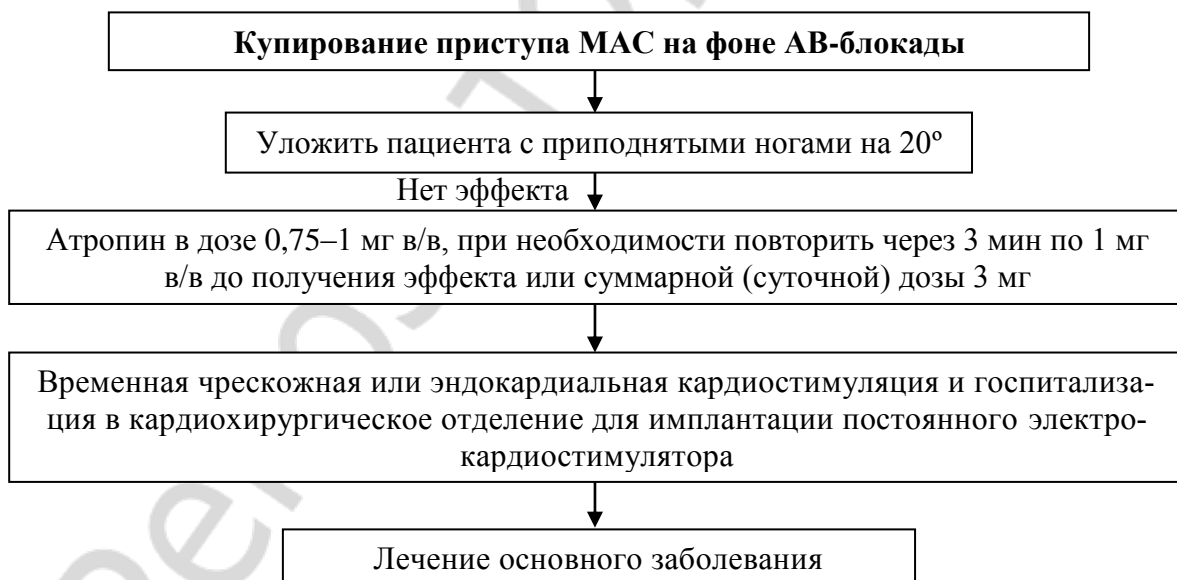 Купирование приступа МАС на фоне АВ-блокады
Уложить пациента с приподнятыми ногами на 20º
Нет эффекта
Атропин в дозе 0,75–1 мг в/в, при необходимости повторить через 3 мин по 1 мг
в/в до получения эффекта или суммарной (суточной) дозы 3 мг
Временная чрескожная или эндокардиальная кардиостимуляция и госпитализа-
ция в кардиохирургическое отделение для имплантации постоянного электро-
кардиостимулятора
Лечение основного заболевания